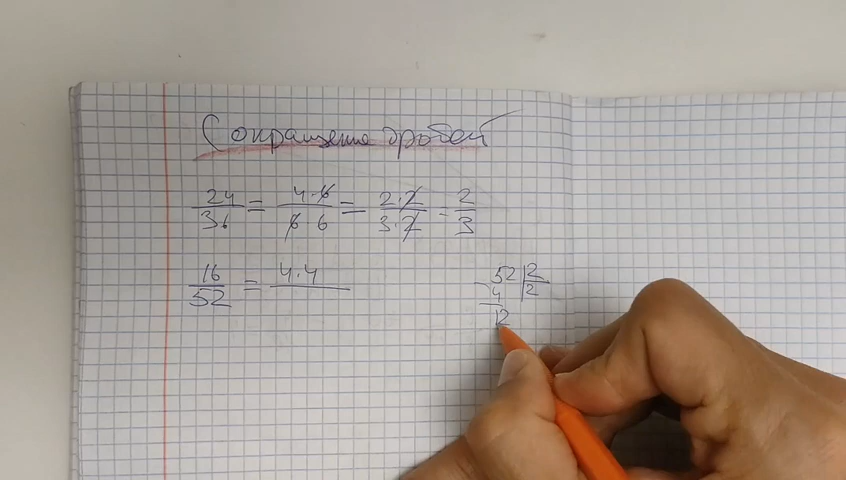 Сокращение дробей
24/36 = 4·6/6·6 = 2·2/3·2 = 2/3
16/52 = 4·4/
52 | 2
4 | 2
12